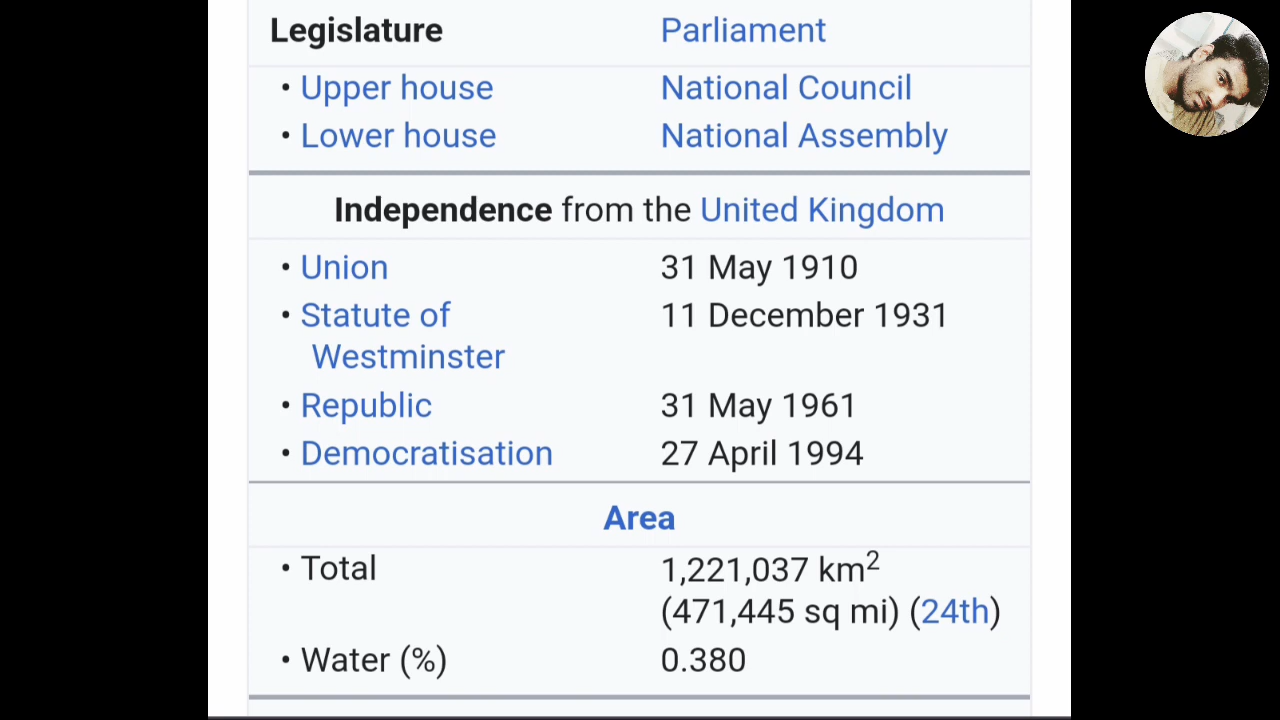 Legislature Parliament
• Upper house National Council
• Lower house National Assembly
Independence from the United Kingdom
• Union 31 May 1910
• Statute of 11 December 1931
Westminster
• Republic 31 May 1961
• Democratisation 27 April 1994
Area
• Total 1,221,037 km²
(471,445 sq mi) (24th)
• Water (%) 0.380